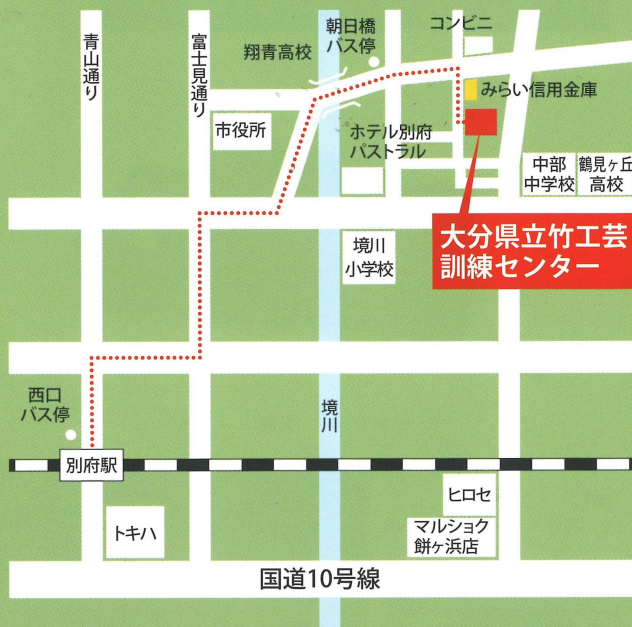 青山通り
富士見通り
翔青高校
朝日橋
バス停
コンビニ
みらい信用金庫
市役所
ホテル別府
パストラル
中部
中学校
鶴見ヶ丘
高校
大分県立竹工芸
訓練センター
境川
小学校
西口
バス停
境川
別府駅
トキハ
ヒロセ
マルショク
餅ヶ浜店
国道10号線